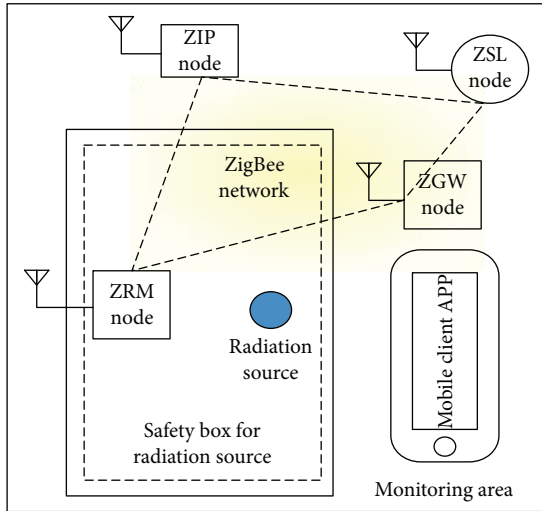 ZIP
node
ZSL
node
ZigBee
network
ZGW
node
ZRM
node
Radiation
source
Mobile client APP
Safety box for
radiation source
Monitoring area